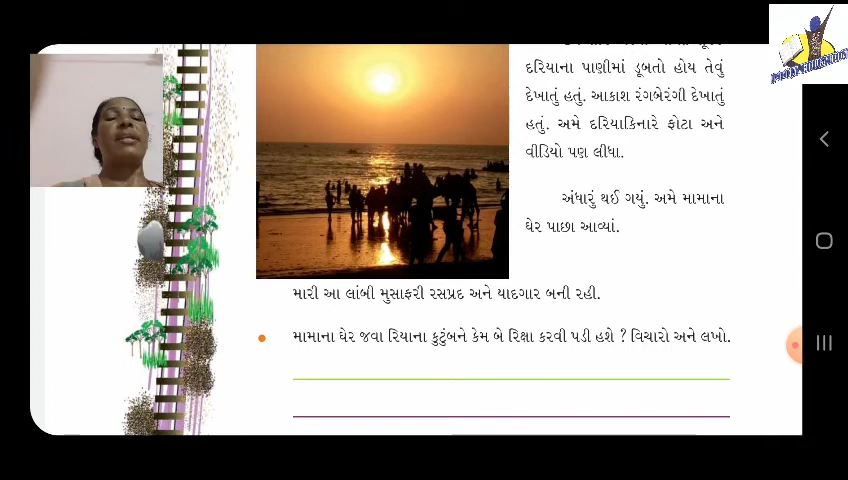 દરિયાના પાણીમાં ડૂબતો હોય તેવું
દેખાતું હતું. આકાશ રંગબેરંગી દેખાતું
હતું. અમે દરિયાકિનારે ફોટા અને
વીડિયો પણ લીધા.
અંધારું થઈ ગયું. અમે મામાના
ઘેર પાછા આવ્યાં.
મારી આ લાંબી મુસાફરી રસપ્રદ અને યાદગાર બની રહી.
મામાના ઘેર જવા રિયાના કુટુંબને કેમ બે રિક્ષા કરવી પડી હશે ? વિચારો અને લખો.